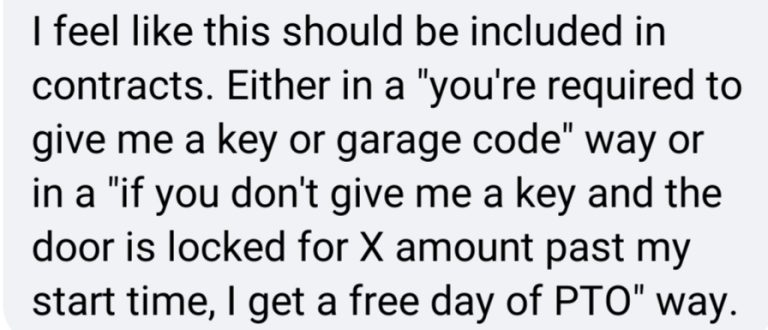 I feel like this should be included in
contracts. Either in a "you're required to
give me a key or garage code" way or
in a "if you don't give me a key and the
door is locked for X amount past my
start time, I get a free day of PTO" way.